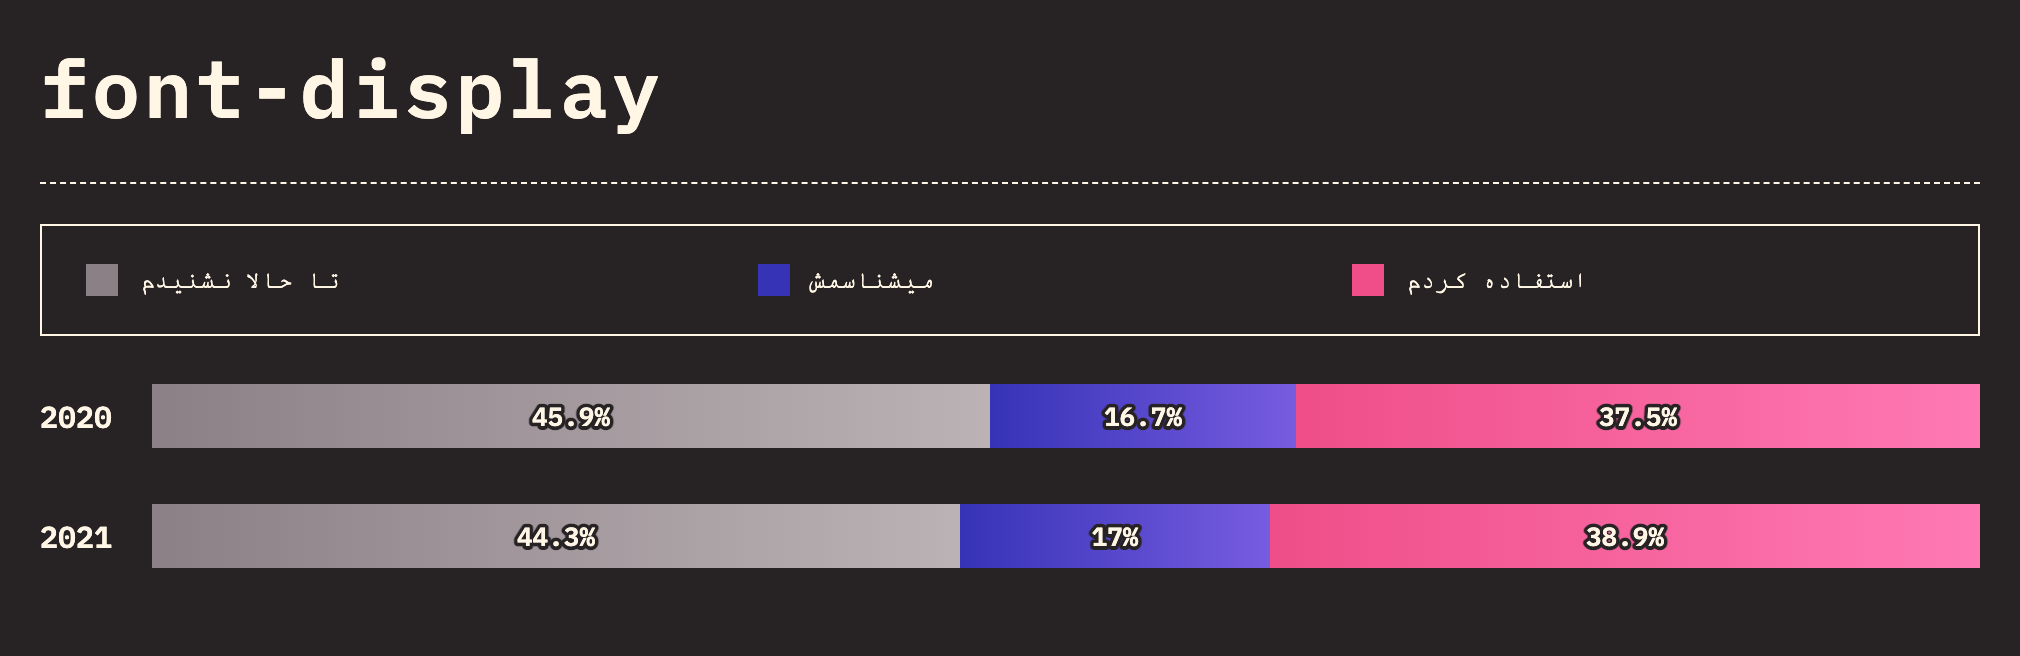 font-display
تا حالا نشنیدم
میشناسمش
استفاده کردم
2020 45.9% 16.7% 37.5%
2021 44.3% 17% 38.9%